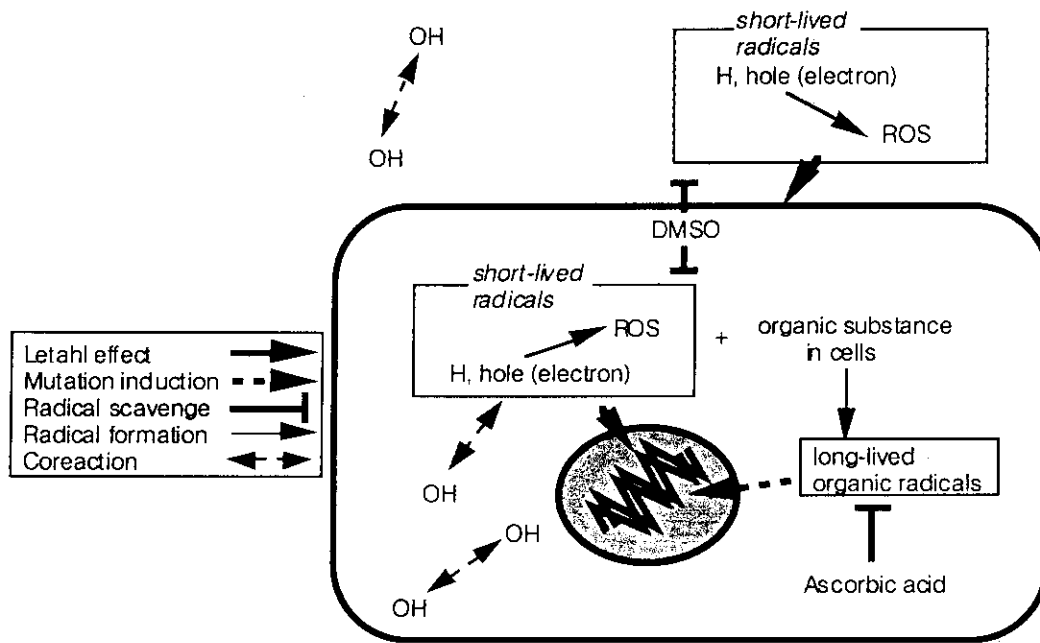 OH
OH
short-lived
radicals
H, hole (electron)
ROS
DMSO
short-lived
radicals
ROS
H, hole (electron)
+
organic substance
in cells
long-lived
organic radicals
Ascorbic acid
OH
OH
OH
Letahl effect
Mutation induction
Radical scavenge
Radical formation
Coreaction